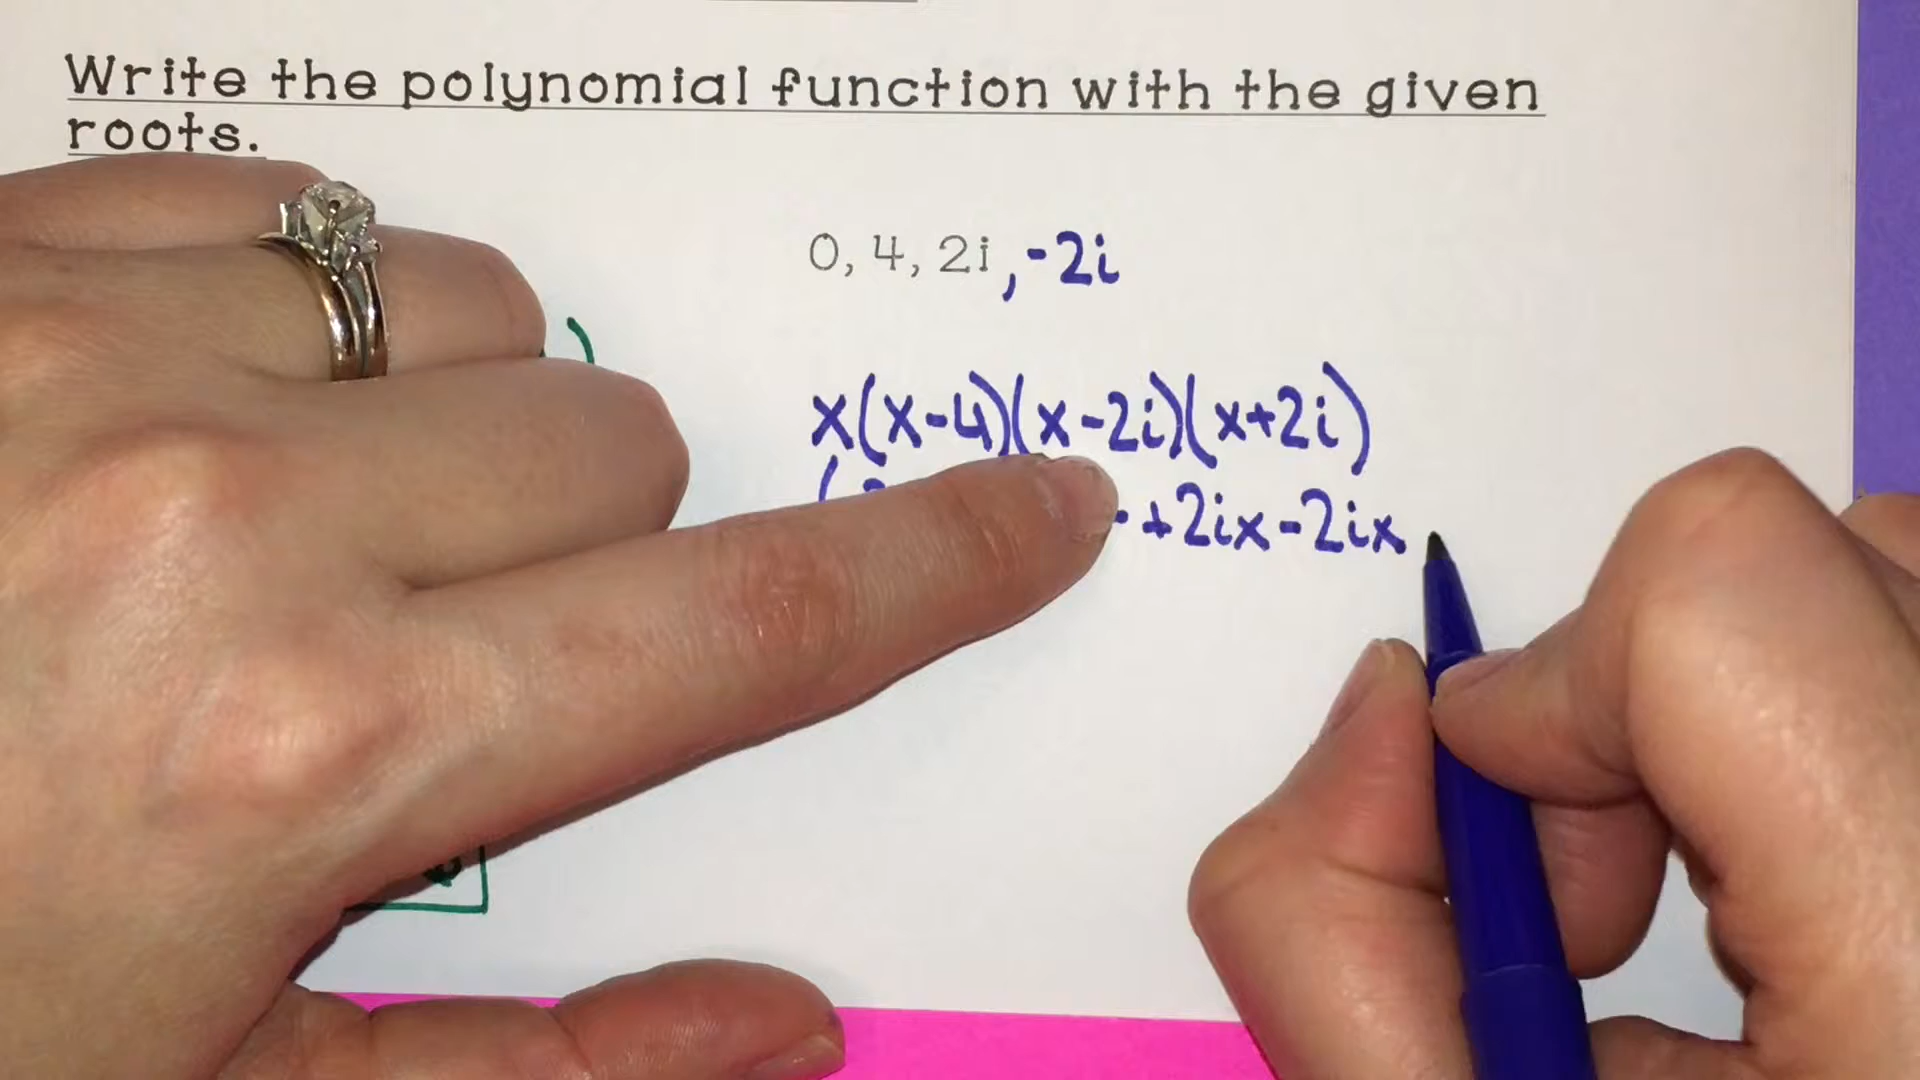 Write the polynomial function with the given
roots.
0, 4, 2i, -2i
x(x-4)(x-2i)(x+2i)
+2ix-2ix